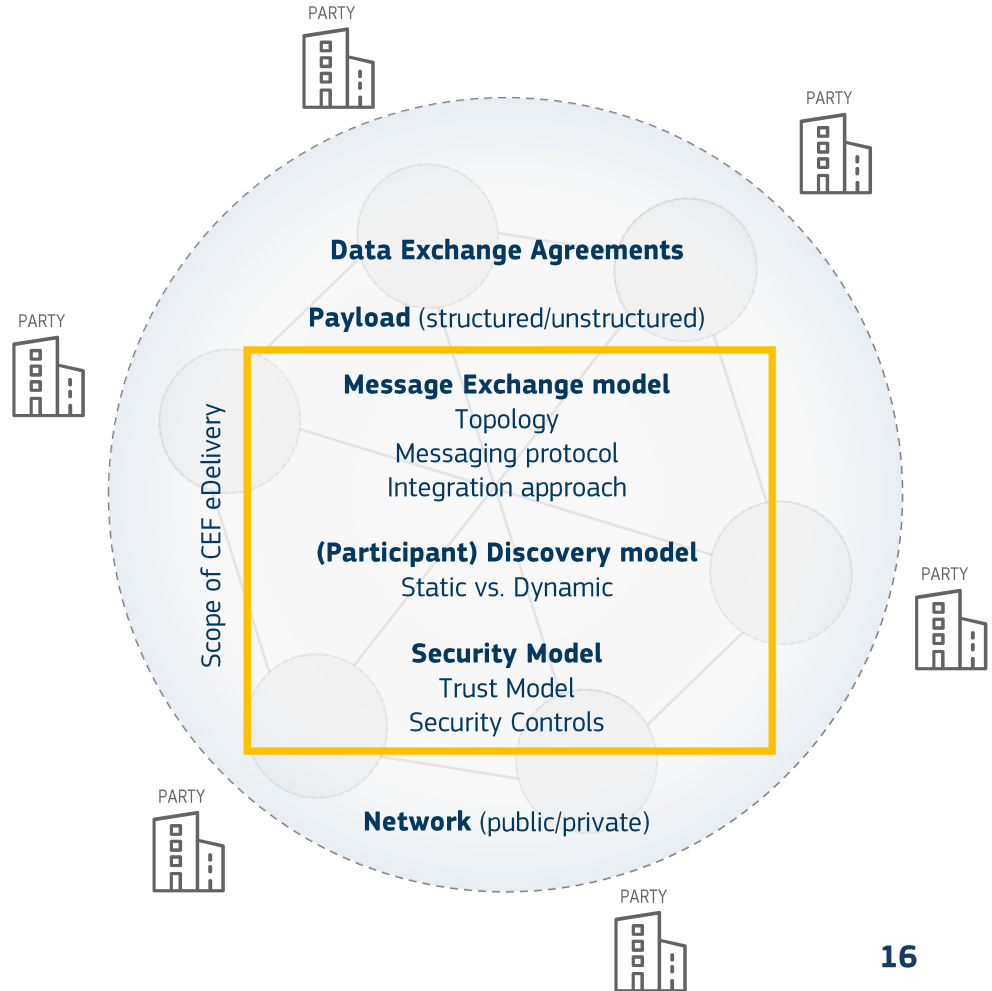 PARTY
PARTY
Data Exchange Agreements
Payload (structured/unstructured)
PARTY
Message Exchange model
Topology
Messaging protocol
Integration approach
Scope of CEF eDelivery
(Participant) Discovery model
Static vs. Dynamic
PARTY
Security Model
Trust Model
Security Controls
PARTY
Network (public/private)
PARTY
16